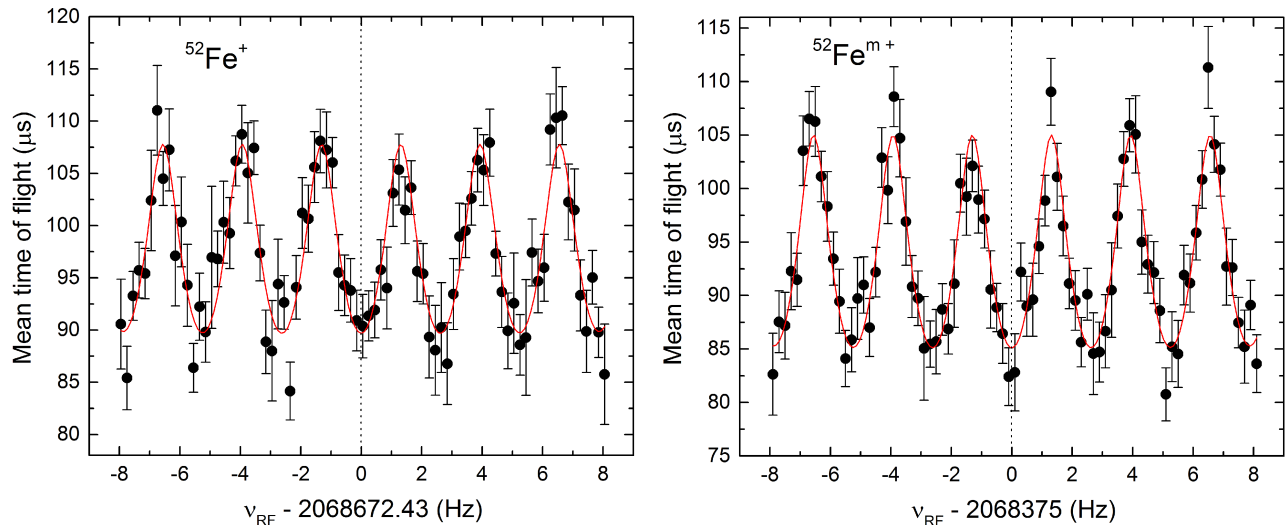 120
115
110
105
100
95
90
85
80
Mean time of flight (μs)
⁵²Fe⁺
-8 -6 -4 -2 0 2 4 6 8
ν_RF - 2068672.43 (Hz)
115
110
105
100
95
90
85
80
75
Mean time of flight (μs)
⁵²Feᵐ ⁺
-8 -6 -4 -2 0 2 4 6 8
ν_RF - 2068375 (Hz)